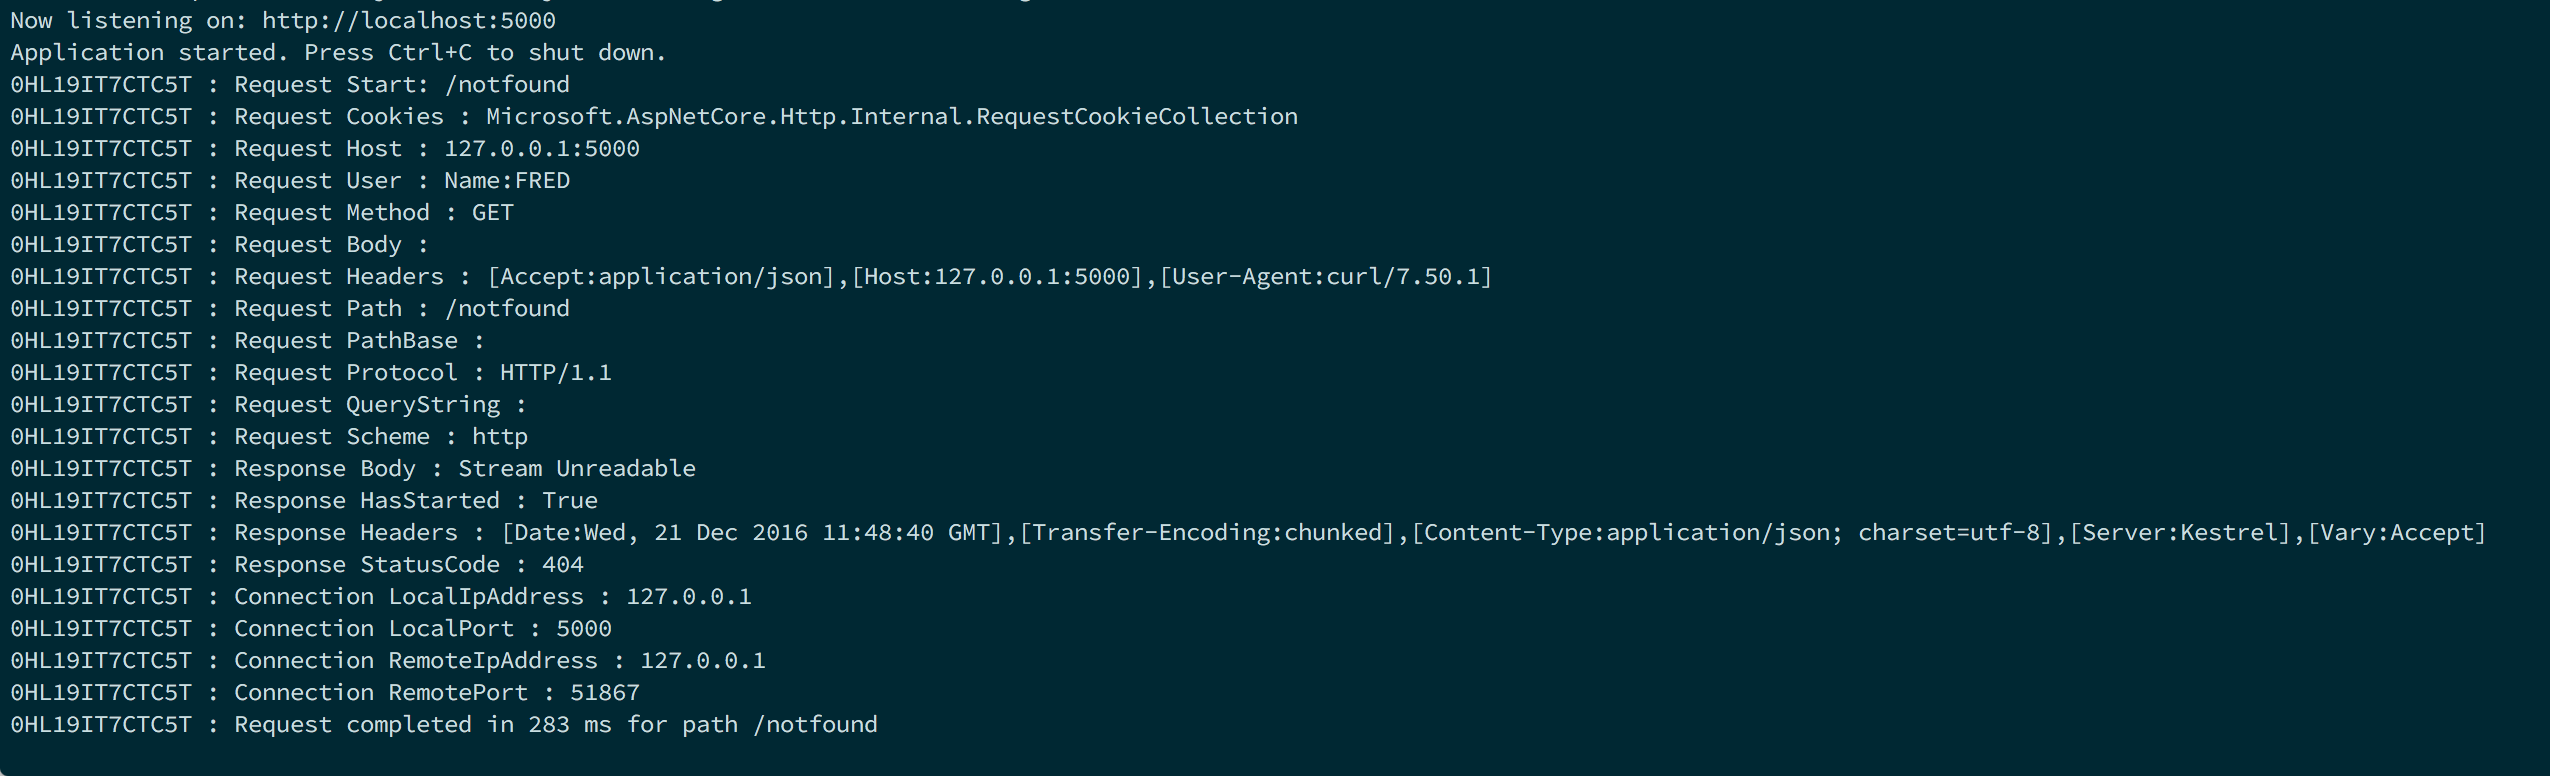 Now listening on: http://localhost:5000
Application started. Press Ctrl+C to shut down.
0HL19IT7CTC5T : Request Start: /notfound
0HL19IT7CTC5T : Request Cookies : Microsoft.AspNetCore.Http.Internal.RequestCookieCollection
0HL19IT7CTC5T : Request Host : 127.0.0.1:5000
0HL19IT7CTC5T : Request User : Name:FRED
0HL19IT7CTC5T : Request Method : GET
0HL19IT7CTC5T : Request Body :
0HL19IT7CTC5T : Request Headers : [Accept:application/json],[Host:127.0.0.1:5000],[User-Agent:curl/7.50.1]
0HL19IT7CTC5T : Request Path : /notfound
0HL19IT7CTC5T : Request PathBase :
0HL19IT7CTC5T : Request Protocol : HTTP/1.1
0HL19IT7CTC5T : Request QueryString :
0HL19IT7CTC5T : Request Scheme : http
0HL19IT7CTC5T : Response Body : Stream Unreadable
0HL19IT7CTC5T : Response HasStarted : True
0HL19IT7CTC5T : Response Headers : [Date:Wed, 21 Dec 2016 11:48:40 GMT],[Transfer-Encoding:chunked],[Content-Type:application/json; charset=utf-8],[Server:Kestrel],[Vary:Accept]
0HL19IT7CTC5T : Response StatusCode : 404
0HL19IT7CTC5T : Connection LocalIpAddress : 127.0.0.1
0HL19IT7CTC5T : Connection LocalPort : 5000
0HL19IT7CTC5T : Connection RemoteIpAddress : 127.0.0.1
0HL19IT7CTC5T : Connection RemotePort : 51867
0HL19IT7CTC5T : Request completed in 283 ms for path /notfound